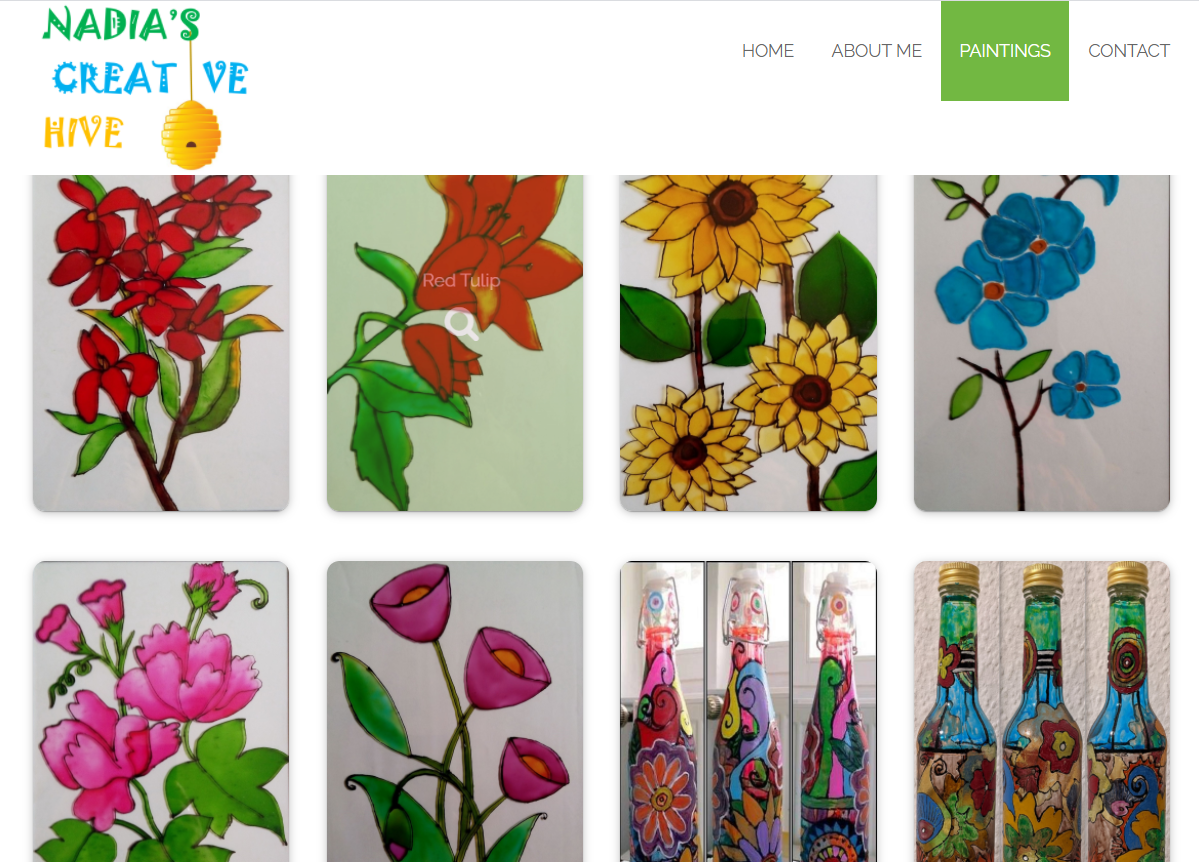 NADIA'S
CREAT VE
HIVE
HOME ABOUT ME PAINTINGS CONTACT
Red Tulip